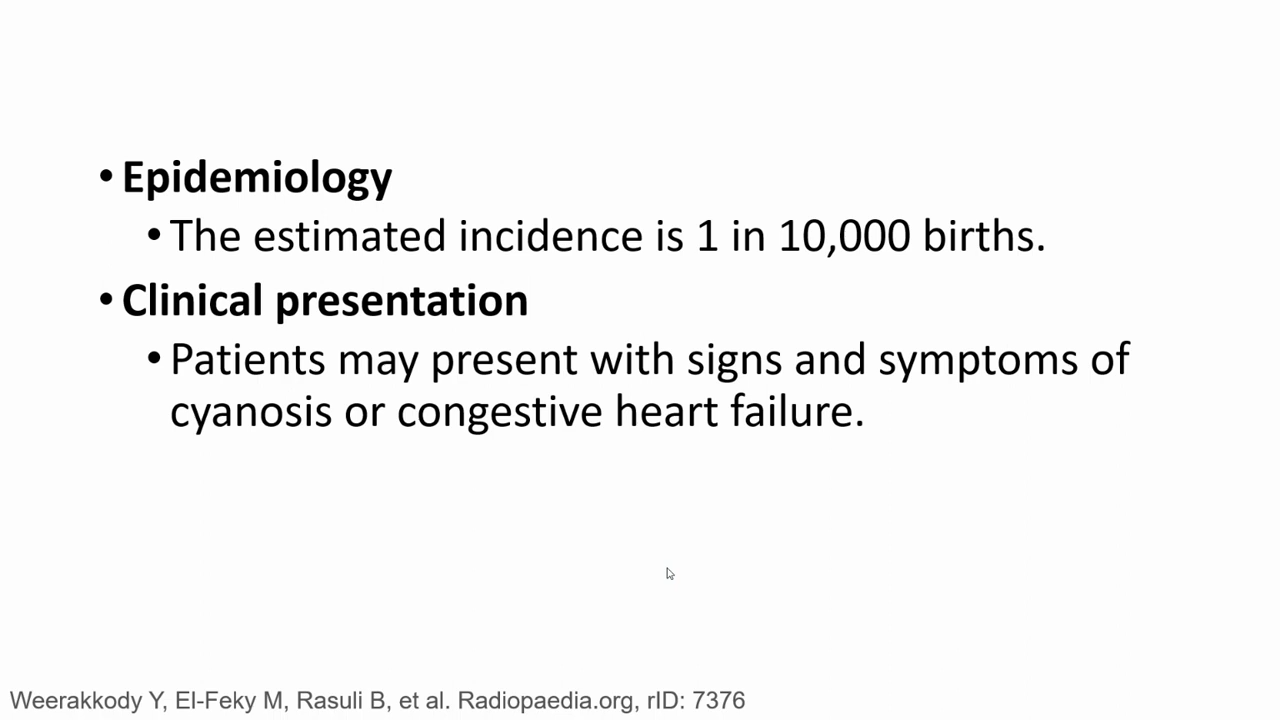 • Epidemiology
• The estimated incidence is 1 in 10,000 births.
• Clinical presentation
• Patients may present with signs and symptoms of
cyanosis or congestive heart failure.
Weerakkody Y, El-Feky M, Rasuli B, et al. Radiopaedia.org, rID: 7376